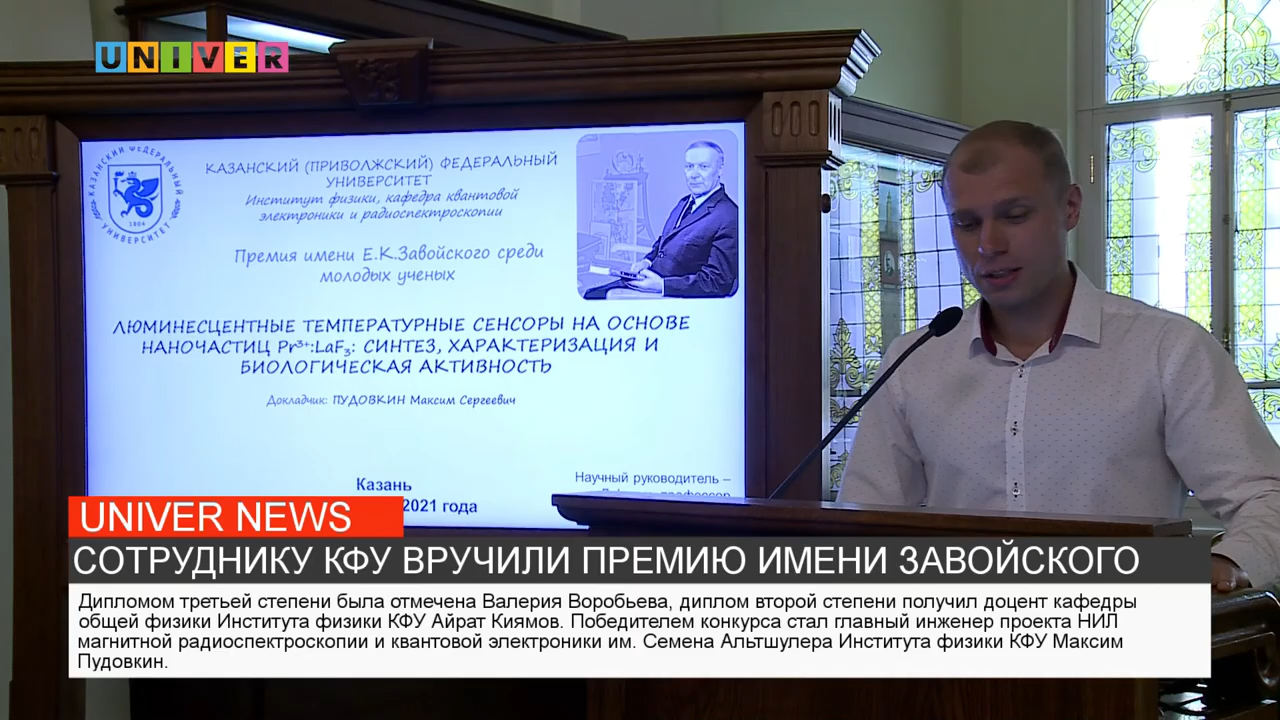 UNIVER
КАЗАНСКИЙ ФЕДЕРАЛЬНЫЙ УНИВЕРСИТЕТ
1804
КАЗАНСКИЙ (ПРИВОЛЖСКИЙ) ФЕДЕРАЛЬНЫЙ
УНИВЕРСИТЕТ
Институт физики, кафедра квантовой
электроники и радиоспектроскопии
Премия имени Е.К.Завойского среди
молодых ученых
ЛЮМИНЕСЦЕНТНЫЕ ТЕМПЕРАТУРНЫЕ СЕНСОРЫ НА ОСНОВЕ
НАНОЧАСТИЦ Pr³⁺:LaF₃: СИНТЕЗ, ХАРАКТЕРИЗАЦИЯ И
БИОЛОГИЧЕСКАЯ АКТИВНОСТЬ
Докладчик: ПУДОВКИН Максим Сергеевич
Научный руководитель –
Казань
2021 года
UNIVER NEWS
СОТРУДНИКУ КФУ ВРУЧИЛИ ПРЕМИЮ ИМЕНИ ЗАВОЙСКОГО
Дипломом третьей степени была отмечена Валерия Воробьева, диплом второй степени получил доцент кафедры
общей физики Института физики КФУ Айрат Киямов. Победителем конкурса стал главный инженер проекта НИЛ
магнитной радиоспектроскопии и квантовой электроники им. Семена Альтшулера Института физики КФУ Максим
Пудовкин.